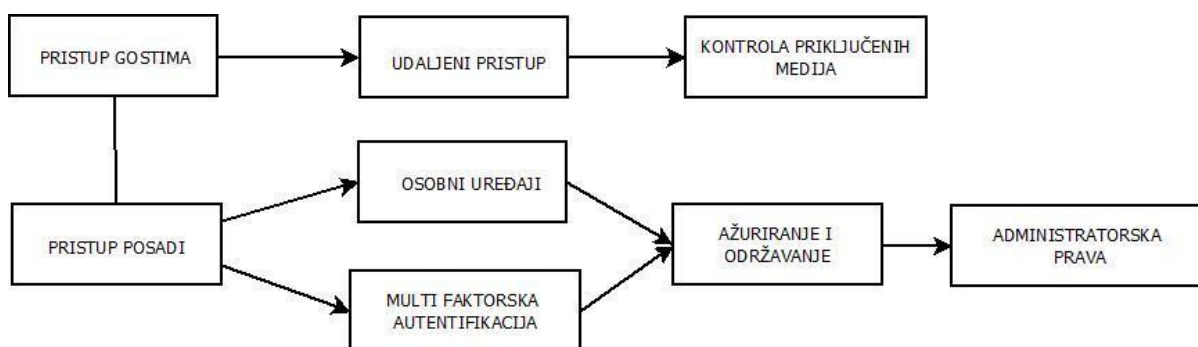 PRISTUP GOSTIMA
UDALJENI PRISTUP
KONTROLA PRIKLJUČENIH
MEDIJA
OSOBNI UREĐAJI
PRISTUP POSADI
AŽURIRANJE I
ODRŽAVANJE
ADMINISTRATORSKA
PRAVA
MULTI FAKTORSKA
AUTENTIFIKACIJA